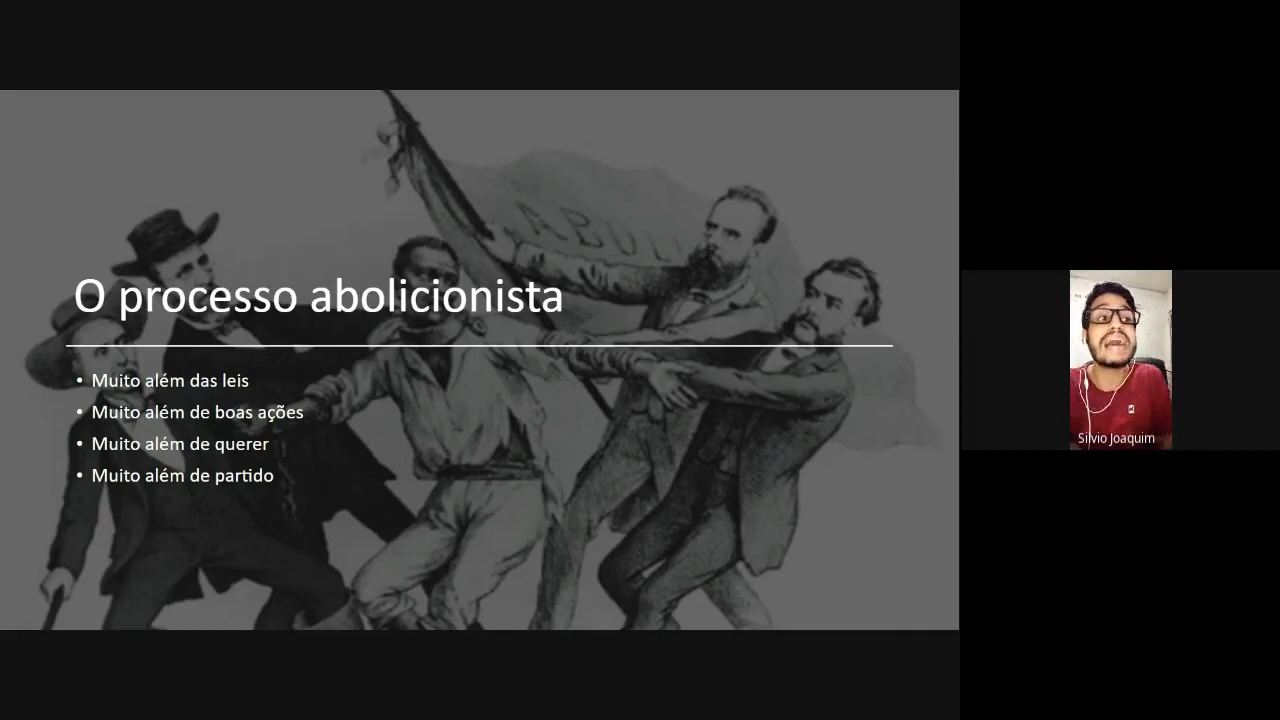 ABOLI
O processo abolicionista
• Muito além das leis
• Muito além de boas ações
• Muito além de querer
• Muito além de partido
Silvio Joaquim